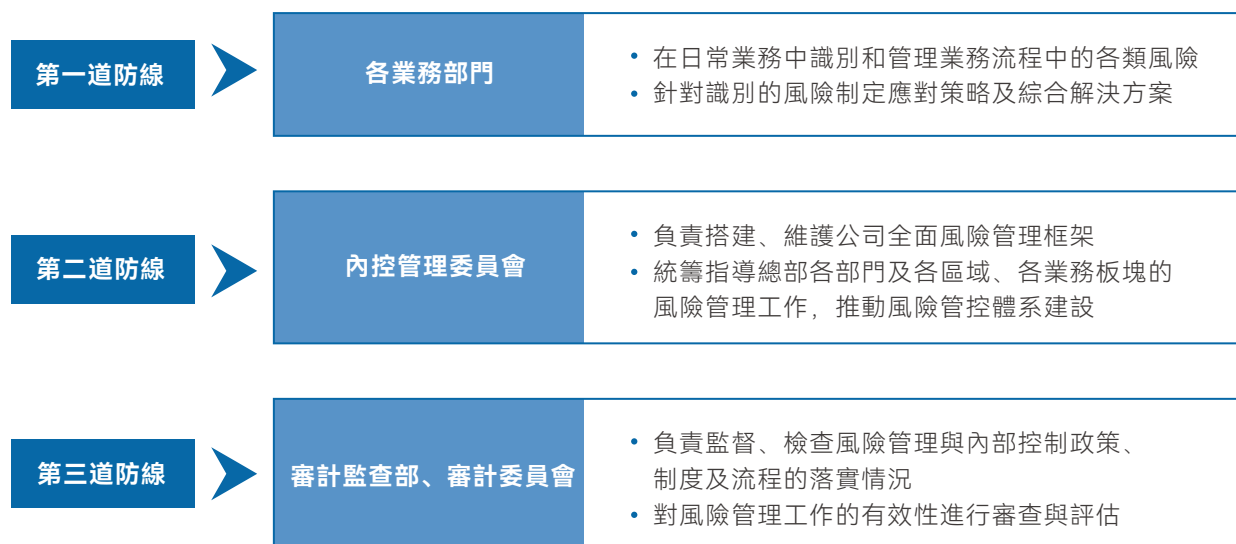 第一道防線
各業務部門
• 在日常業務中識別和管理業務流程中的各類風險
• 針對識別的風險制定應對策略及綜合解決方案
第二道防線
內控管理委員會
• 負責搭建、維護公司全面風險管理框架
• 統籌指導總部各部門及各區域、各業務板塊的
風險管理工作，推動風險管控體系建設
第三道防線
審計監查部、審計委員會
• 負責監督、檢查風險管理與內部控制政策、
制度及流程的落實情況
• 對風險管理工作的有效性進行審查與評估